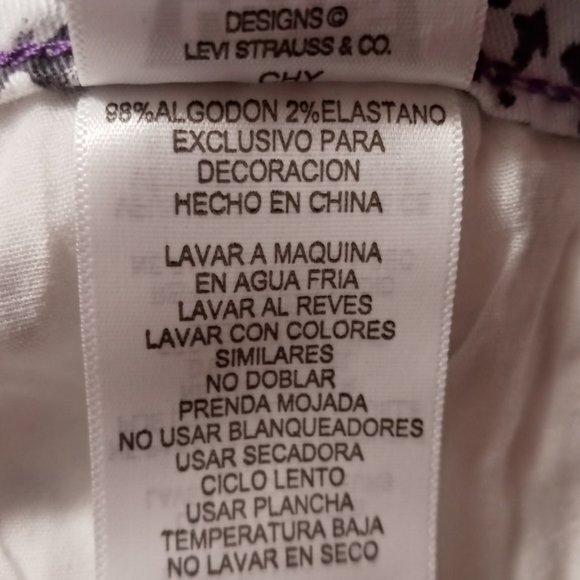 DESIGNS©
LEVI STRAUSS & CO.
98%ALGODON 2%ELASTANO
EXCLUSIVO PARA
DECORACION
HECHO EN CHINA
LAVAR A MAQUINA
EN AGUA FRIA
LAVAR AL REVES
LAVAR CON COLORES
SIMILARES
NO DOBLAR
PRENDA MOJADA
NO USAR BLANQUEADORES
USAR SECADORA
CICLO LENTO
USAR PLANCHA
TEMPERATURA BAJA
NO LAVAR EN SECO